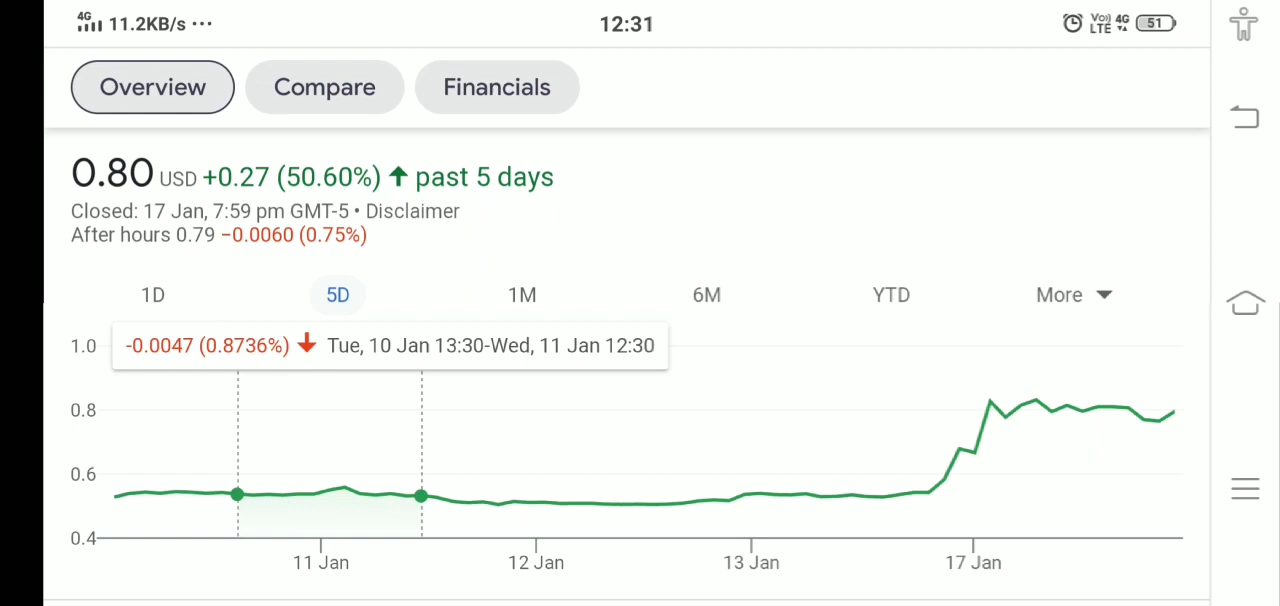 4G 11.2KB/s ··· 12:31 Vo) LTE 4G 51
Overview Compare Financials
0.80 USD +0.27 (50.60%) ↑ past 5 days
Closed: 17 Jan, 7:59 pm GMT-5 • Disclaimer
After hours 0.79 −0.0060 (0.75%)
1D 5D 1M 6M YTD More
-0.0047 (0.8736%) ↓ Tue, 10 Jan 13:30-Wed, 11 Jan 12:30
1.0
0.8
0.6
0.4
11 Jan 12 Jan 13 Jan 17 Jan